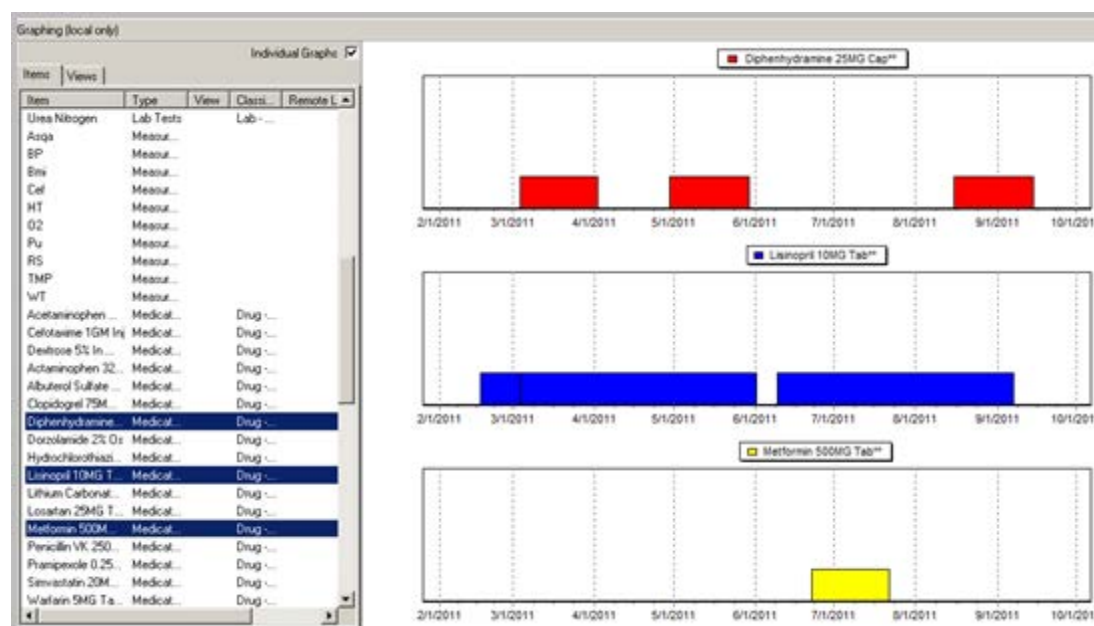 Graphing (local only)
Individual Graphs
Items Views
Item Type View Classi... Remote L
Urea Nitrogen Lab Tests Lab - ...
Asqa Measur...
BP Measur...
Bmi Measur...
Cef Measur...
HT Measur...
O2 Measur...
Pu Measur...
RS Measur...
TMP Measur...
WT Measur...
Acetaminophen ... Medicat... Drug -...
Cefotaxime 1GM Inj Medicat... Drug -...
Dextrose 5% In ... Medicat... Drug -...
Actaminophen 32... Medicat... Drug -...
Albuterol Sulfate ... Medicat... Drug -...
Clopidogrel 75M... Medicat... Drug -...
Diphenhydramine... Medicat... Drug -...
Dorzolamide 2% Os Medicat... Drug -...
Hydrochlorothiazi... Medicat... Drug -...
Lisinopril 10MG T... Medicat... Drug -...
Lithium Carbonat... Medicat... Drug -...
Losartan 25MG T... Medicat... Drug -...
Metformin 500M... Medicat... Drug -...
Penicillin VK 250... Medicat... Drug -...
Pramipexole 0.25... Medicat... Drug -...
Simvastatin 20M... Medicat... Drug -...
Warfarin 5MG Ta... Medicat... Drug -...
Diphenhydramine 25MG Cap**
2/1/2011 3/1/2011 4/1/2011 5/1/2011 6/1/2011 7/1/2011 8/1/2011 9/1/2011 10/1/201
Lisinopril 10MG Tab**
2/1/2011 3/1/2011 4/1/2011 5/1/2011 6/1/2011 7/1/2011 8/1/2011 9/1/2011 10/1/201
Metformin 500MG Tab**
2/1/2011 3/1/2011 4/1/2011 5/1/2011 6/1/2011 7/1/2011 8/1/2011 9/1/2011 10/1/201